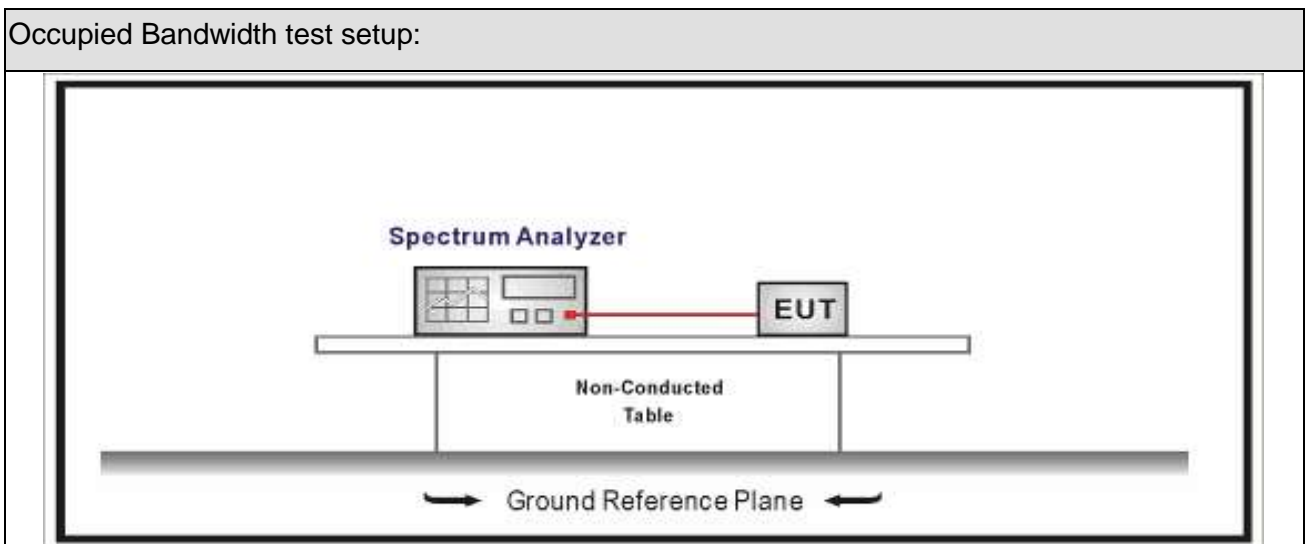 Occupied Bandwidth test setup:
Spectrum Analyzer
EUT
Non-Conducted
Table
Ground Reference Plane